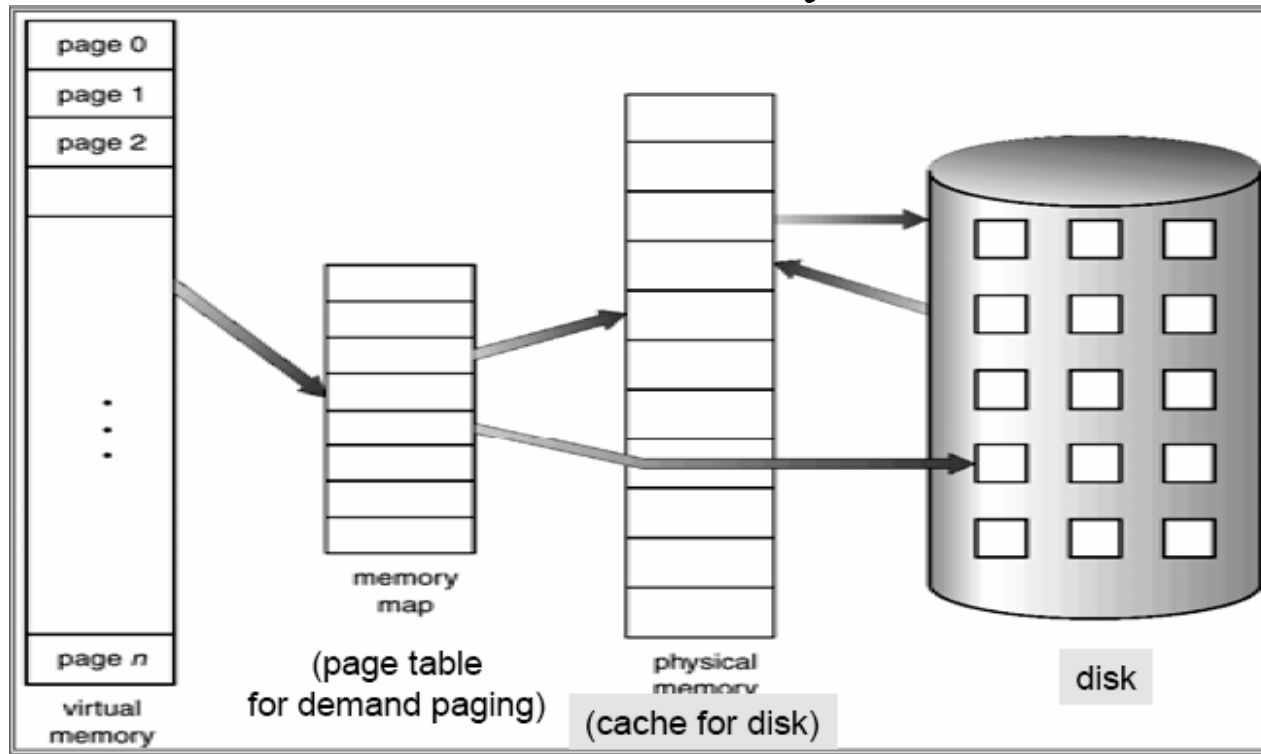 page 0
page 1
page 2
page n
virtual
memory
memory
map
(page table
for demand paging)
physical
memory
(cache for disk)
disk